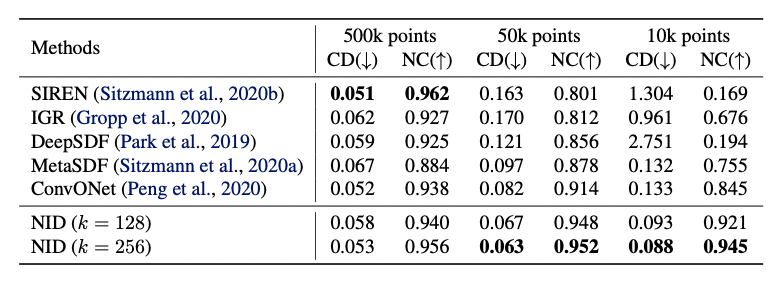 Methods 500k points 50k points 10k points
CD(↓) NC(↑) CD(↓) NC(↑) CD(↓) NC(↑)
SIREN (Sitzmann et al., 2020b) 0.051 0.962 0.163 0.801 1.304 0.169
IGR (Gropp et al., 2020) 0.062 0.927 0.170 0.812 0.961 0.676
DeepSDF (Park et al., 2019) 0.059 0.925 0.121 0.856 2.751 0.194
MetaSDF (Sitzmann et al., 2020a) 0.067 0.884 0.097 0.878 0.132 0.755
ConvONet (Peng et al., 2020) 0.052 0.938 0.082 0.914 0.133 0.845
NID (k = 128) 0.058 0.940 0.067 0.948 0.093 0.921
NID (k = 256) 0.053 0.956 0.063 0.952 0.088 0.945